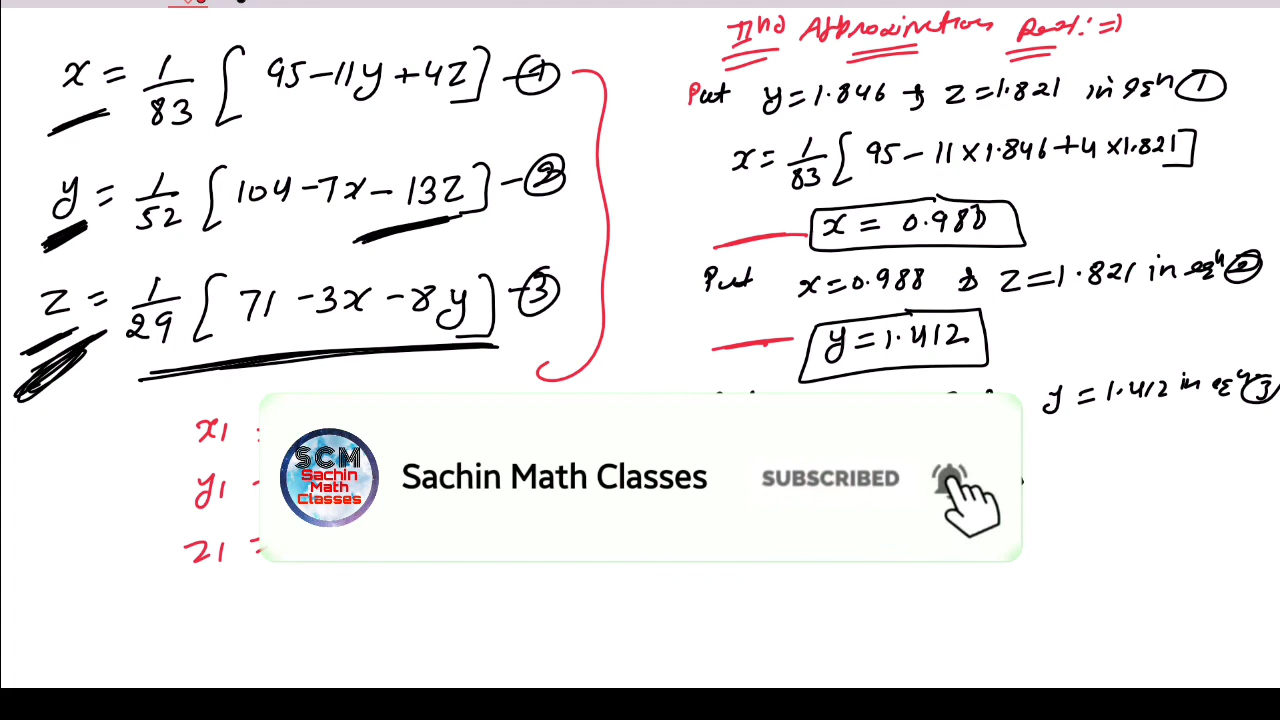 x = 1/83 [ 95 - 11y + 4z ] - ①
y = 1/52 [ 104 - 7x - 13z ] - ②
z = 1/29 [ 71 - 3x - 8y ] - ③
x1 =
y1 -
z1 =
IInd Approximation
Put y = 1.846 & z = 1.821 in ①
x = 1/83 [ 95 - 11 × 1.846 + 4 × 1.821 ]
x = 0.988
Put x = 0.988 & z = 1.821 in eqn ②
y = 1.412
y = 1.412 in eqn ③
SCM
Sachin
Math
Classes
Sachin Math Classes
SUBSCRIBED